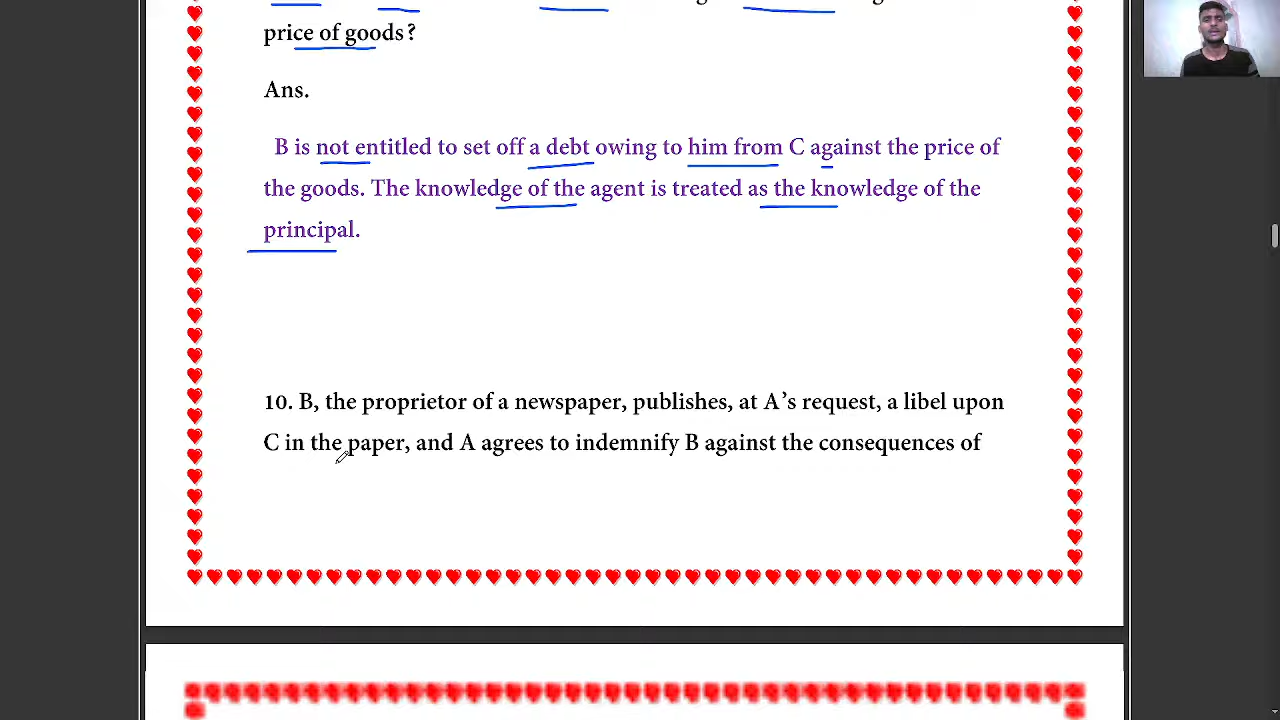 price of goods?
Ans.
B is not entitled to set off a debt owing to him from C against the price of
the goods. The knowledge of the agent is treated as the knowledge of the
principal.
10. B, the proprietor of a newspaper, publishes, at A’s request, a libel upon
C in the paper, and A agrees to indemnify B against the consequences of